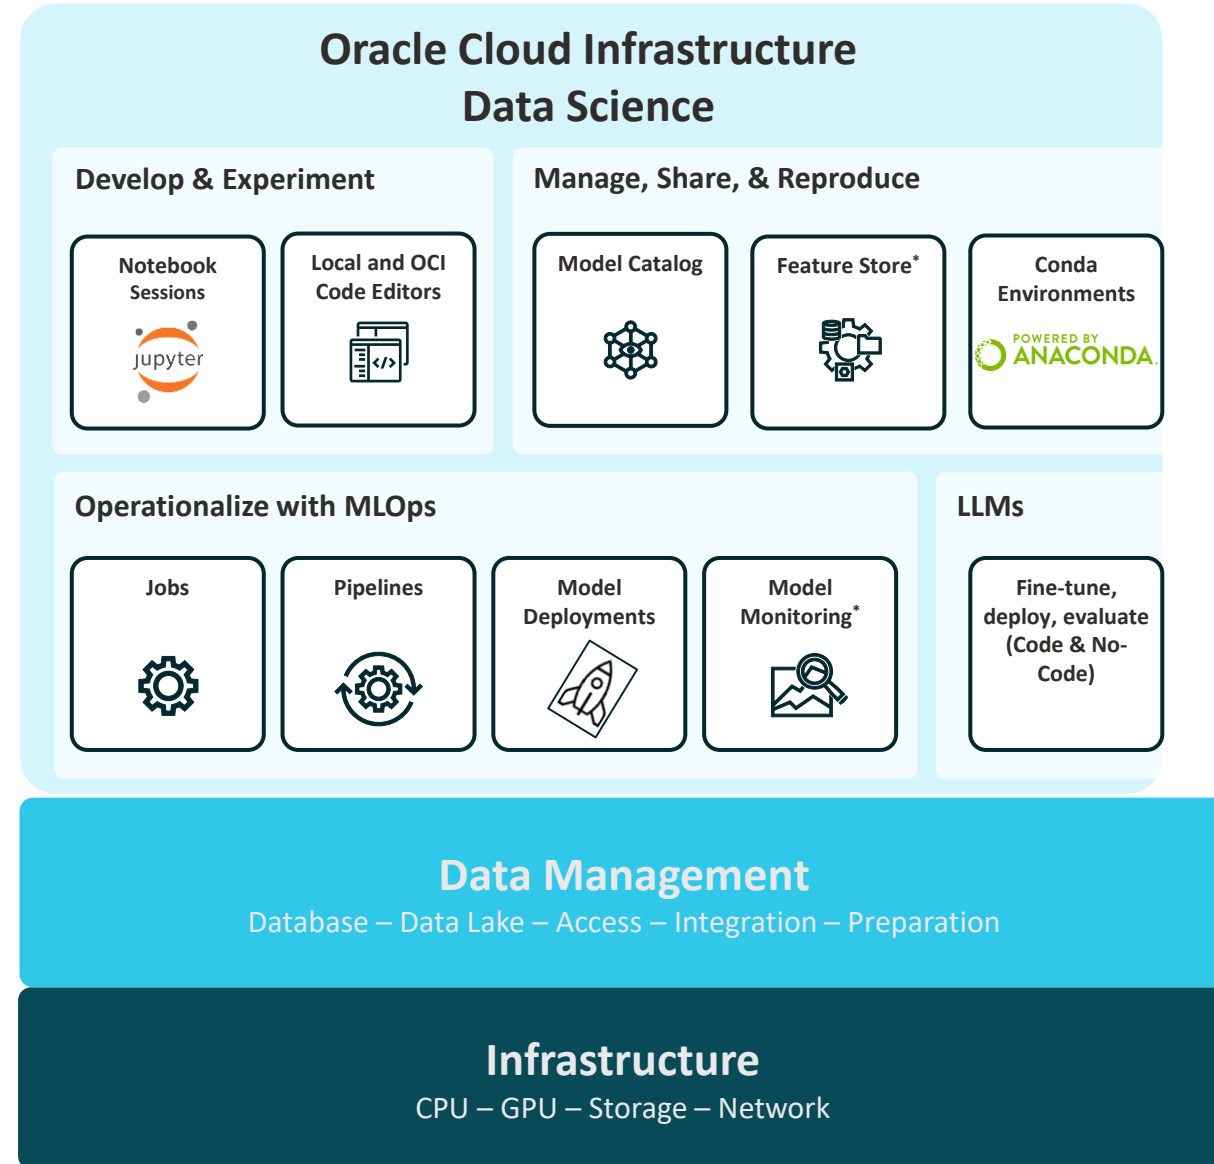 Oracle Cloud Infrastructure
Data Science
Develop & Experiment
Notebook
Sessions
jupyter
Local and OCI
Code Editors
</>
Manage, Share, & Reproduce
Model Catalog
Feature Store*
Conda
Environments
POWERED BY
ANACONDA.
Operationalize with MLOps
Jobs
Pipelines
Model
Deployments
Model
Monitoring*
LLMs
Fine-tune,
deploy, evaluate
(Code & No-
Code)
Data Management
Database – Data Lake – Access – Integration – Preparation
Infrastructure
CPU – GPU – Storage – Network